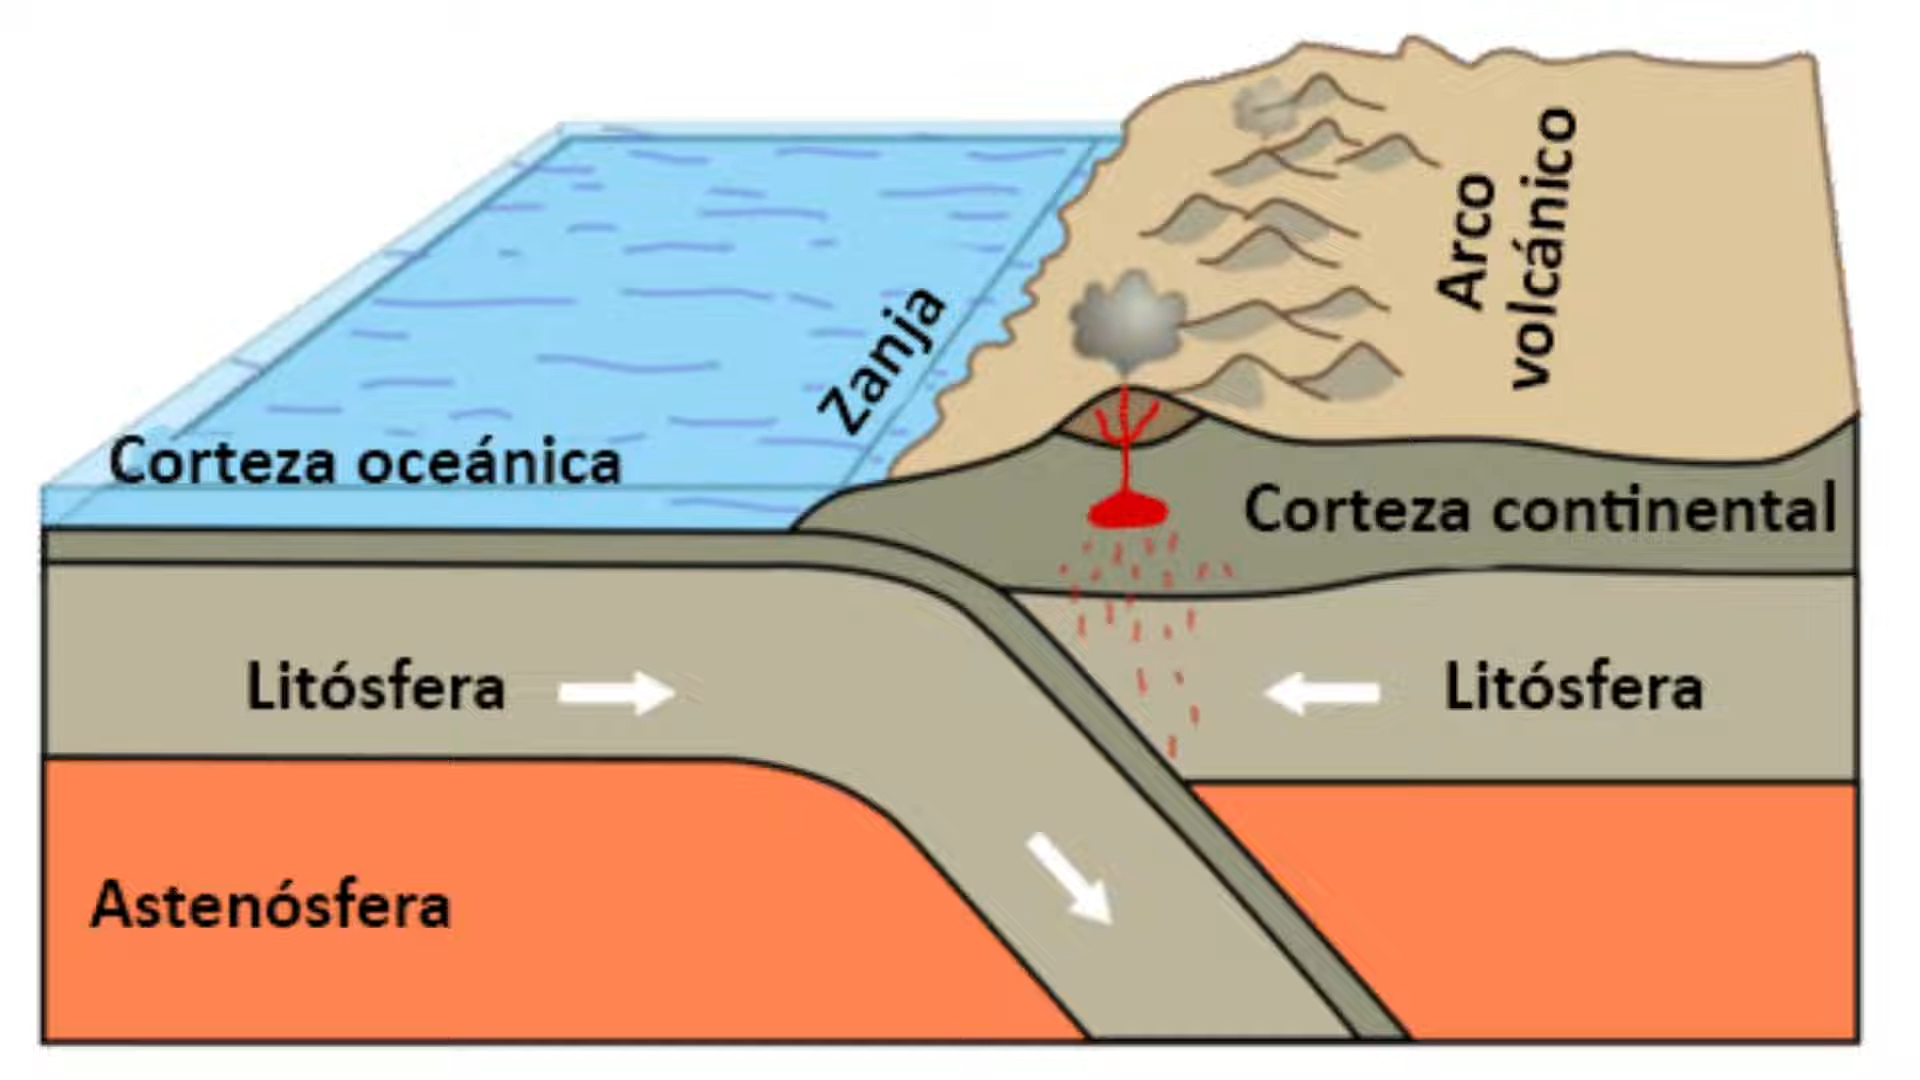 Arco
volcánico
Zanja
Corteza oceánica
Corteza continental
Litósfera
Litósfera
Astenósfera